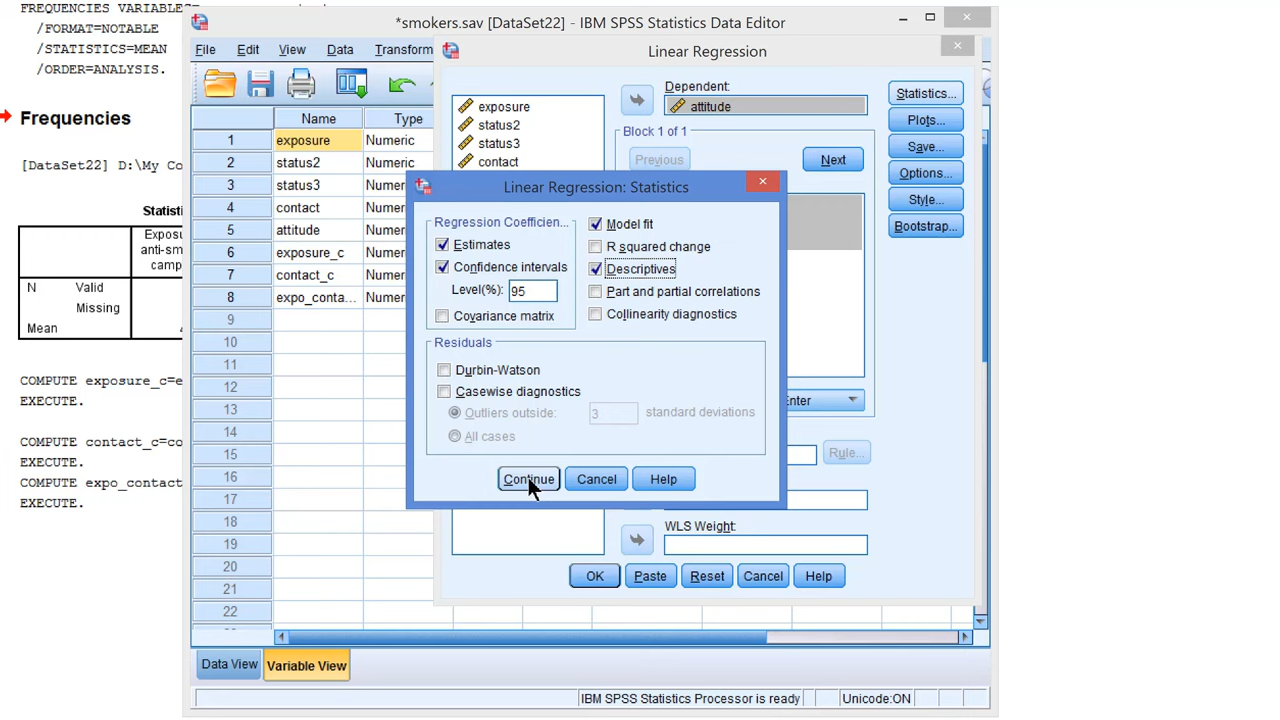 FREQUENCIES VARIABLES=
/FORMAT=NOTABLE
/STATISTICS=MEAN
/ORDER=ANALYSIS.
Frequencies
[DataSet22] D:\My Co
Statisti
Expos
anti-sm
camp
N Valid
Missing
Mean
COMPUTE exposure_c=e
EXECUTE.
COMPUTE contact_c=co
EXECUTE.
COMPUTE expo_contact
EXECUTE.
*smokers.sav [DataSet22] - IBM SPSS Statistics Data Editor
File Edit View Data Transform
Name Type
1 exposure Numeric
2 status2 Numeric
3 status3 Numeric
4 contact Numeric
5 attitude Numeric
6 exposure_c Numeric
7 contact_c Numeric
8 expo_conta... Numeric
9
10
11
12
13
14
15
16
17
18
19
20
21
22
Data View Variable View
IBM SPSS Statistics Processor is ready Unicode:ON
Linear Regression
exposure
status2
status3
contact
Dependent:
attitude
Block 1 of 1
Previous Next
Statistics...
Plots...
Save...
Options...
Style...
Bootstrap...
Enter
Rule...
WLS Weight:
OK Paste Reset Cancel Help
Linear Regression: Statistics
Regression Coefficien...
Estimates
Confidence intervals
Level(%): 95
Covariance matrix
Model fit
R squared change
Descriptives
Part and partial correlations
Collinearity diagnostics
Residuals
Durbin-Watson
Casewise diagnostics
Outliers outside: 3 standard deviations
All cases
Continue Cancel Help